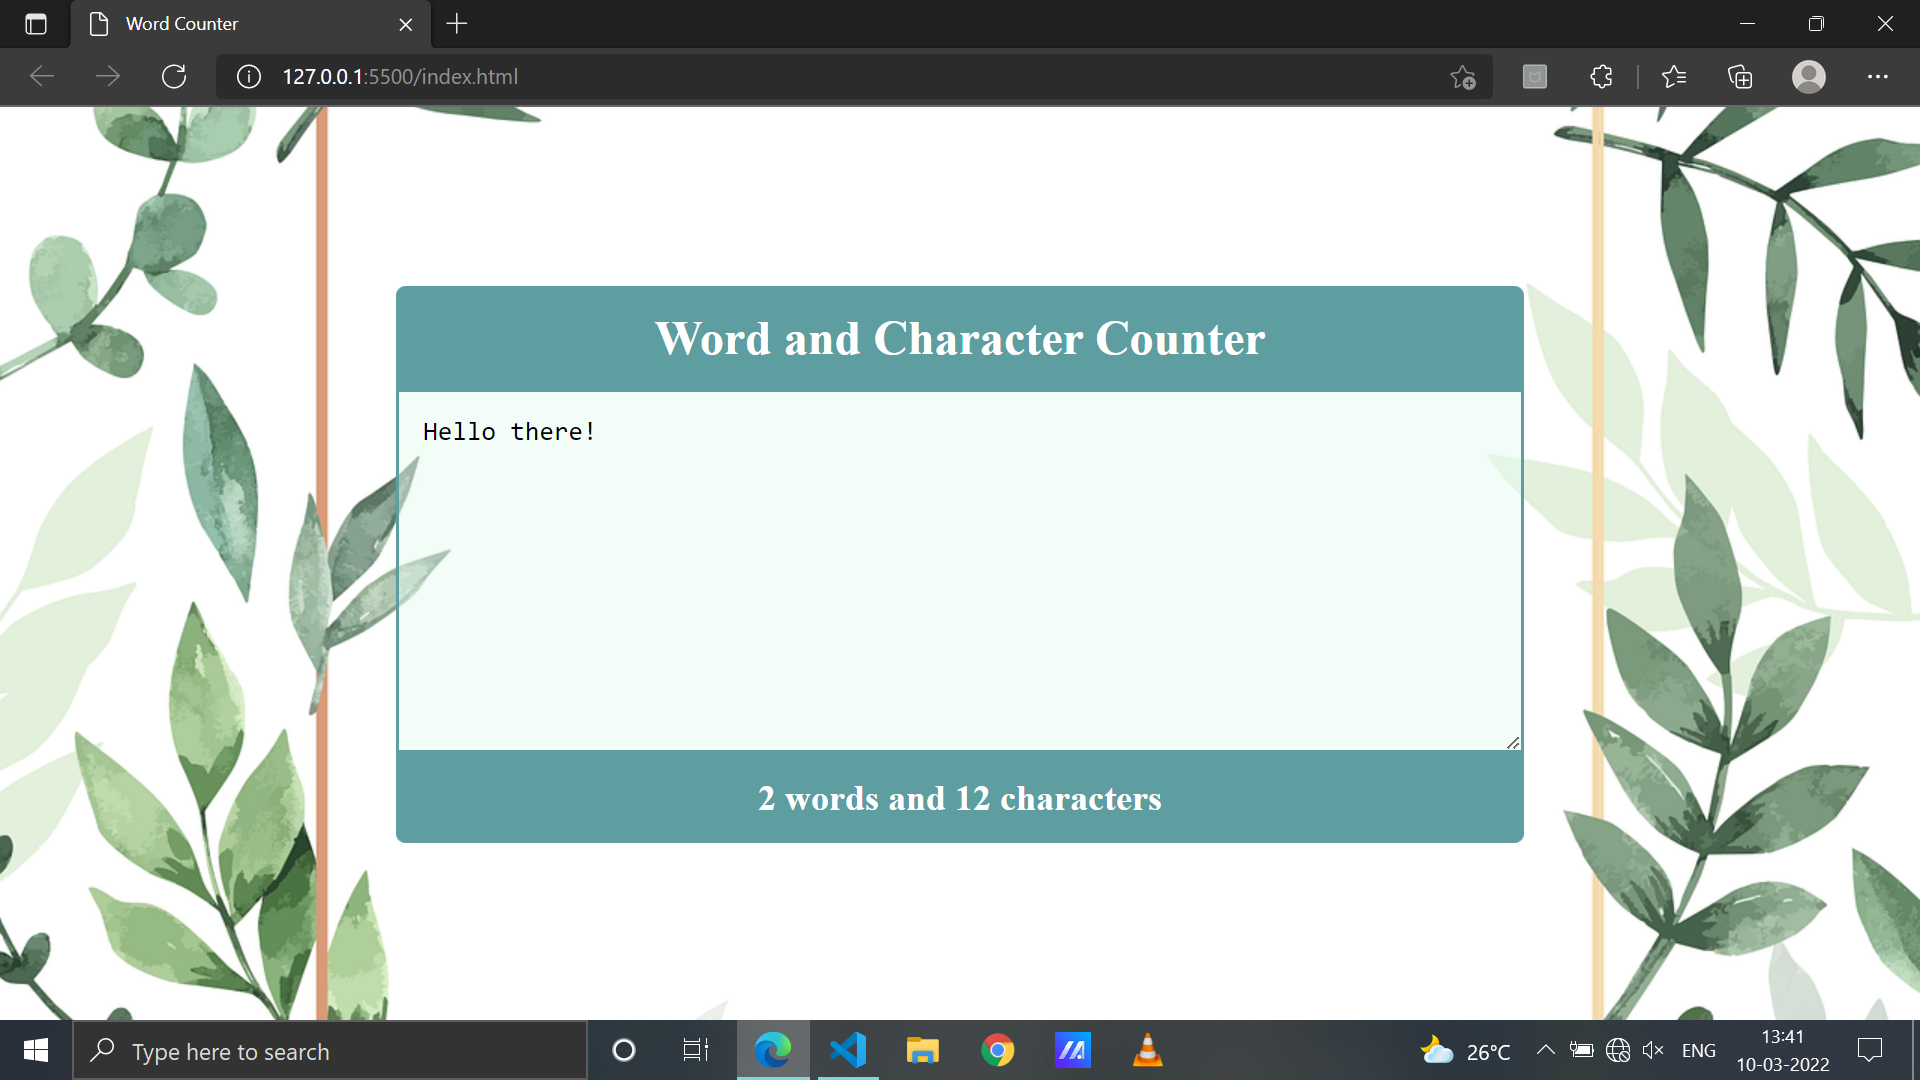 Word Counter
127.0.0.1:5500/index.html
Word and Character Counter
Hello there!
2 words and 12 characters
Type here to search
26°C
ENG
13:41
10-03-2022